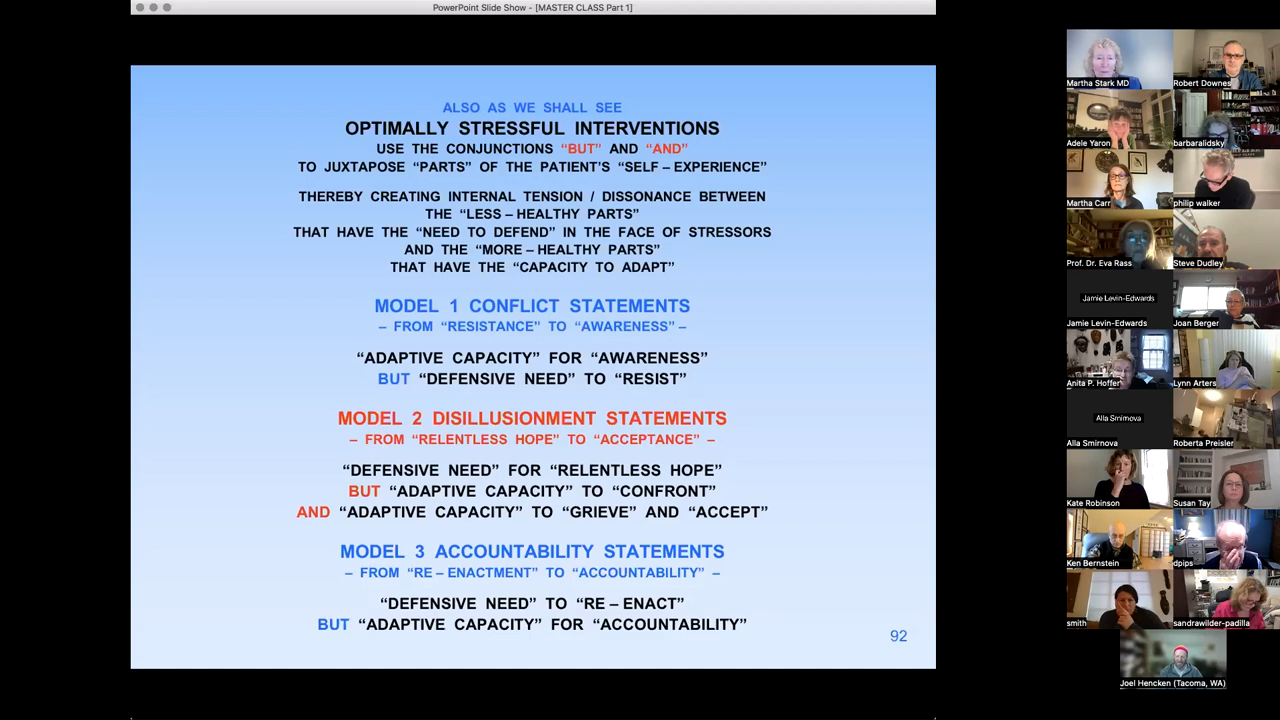 PowerPoint Slide Show - [MASTER CLASS Part 1]
ALSO AS WE SHALL SEE
OPTIMALLY STRESSFUL INTERVENTIONS
USE THE CONJUNCTIONS “BUT” AND “AND”
TO JUXTAPOSE “PARTS” OF THE PATIENT’S “SELF – EXPERIENCE”
THEREBY CREATING INTERNAL TENSION / DISSONANCE BETWEEN
THE “LESS – HEALTHY PARTS”
THAT HAVE THE “NEED TO DEFEND” IN THE FACE OF STRESSORS
AND THE “MORE – HEALTHY PARTS”
THAT HAVE THE “CAPACITY TO ADAPT”
MODEL 1 CONFLICT STATEMENTS
– FROM “RESISTANCE” TO “AWARENESS” –
“ADAPTIVE CAPACITY” FOR “AWARENESS”
BUT “DEFENSIVE NEED” TO “RESIST”
MODEL 2 DISILLUSIONMENT STATEMENTS
– FROM “RELENTLESS HOPE” TO “ACCEPTANCE” –
“DEFENSIVE NEED” FOR “RELENTLESS HOPE”
BUT “ADAPTIVE CAPACITY” TO “CONFRONT”
AND “ADAPTIVE CAPACITY” TO “GRIEVE” AND “ACCEPT”
MODEL 3 ACCOUNTABILITY STATEMENTS
– FROM “RE – ENACTMENT” TO “ACCOUNTABILITY” –
“DEFENSIVE NEED” TO “RE – ENACT”
BUT “ADAPTIVE CAPACITY” FOR “ACCOUNTABILITY”
92
Martha Stark MD
Robert Downes
Adele Yaron
barbaralidsky
Martha Carr
philip walker
Prof. Dr. Eva Rass
Steve Dudley
Jamie Levin-Edwards
Jamie Levin-Edwards
Joan Berger
Anita P. Hoffer
Lynn Arters
Alla Smirnova
Alla Smirnova
Roberta Preisler
Kate Robinson
Susan Tay
Ken Bernstein
dpips
smith
sandrawilder-padilla
Joel Hencken (Tacoma, WA)